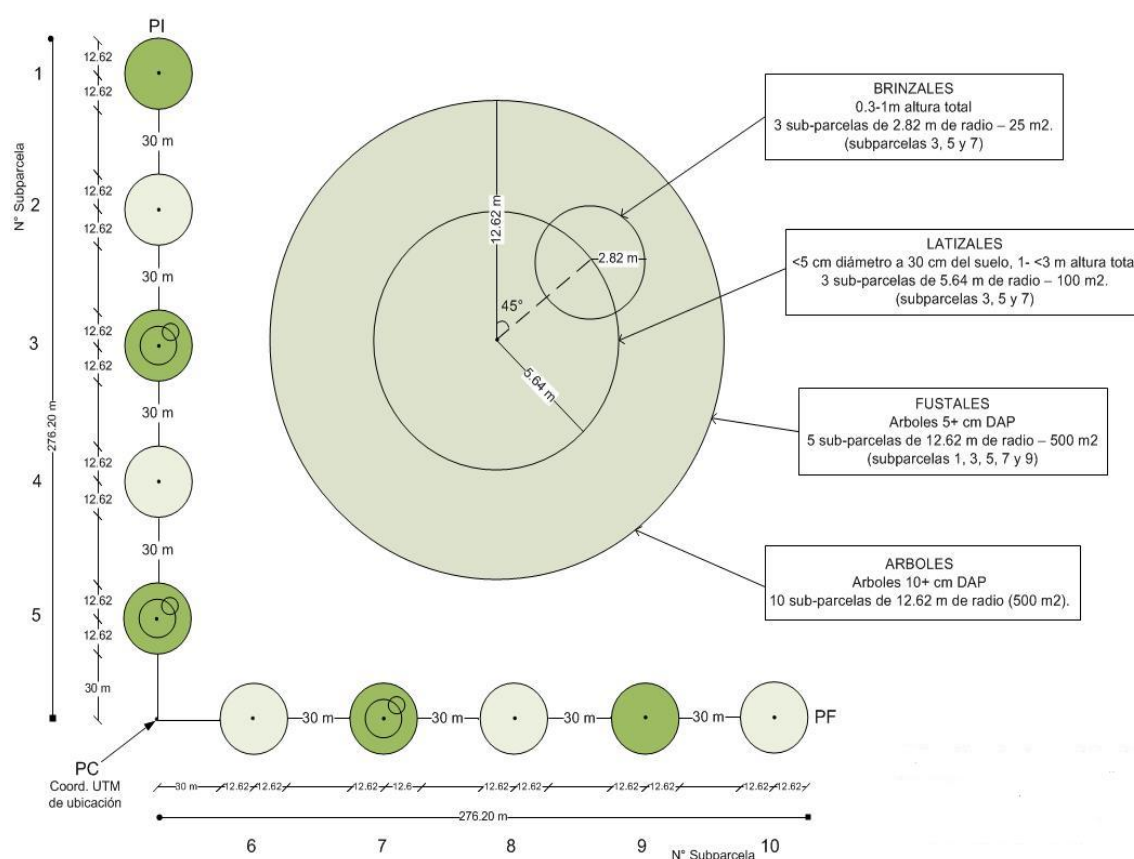 PI
12.62
12.62
1
30 m
12.62
12.62
2
N° Subparcela
30 m
12.62
12.62
3
276.20 m
30 m
12.62
12.62
4
30 m
12.62
12.62
5
30 m
PC
Coord. UTM
de ubicación
12.62 m
2.82 m
45°
5.64 m
BRINZALES
0.3-1m altura total
3 sub-parcelas de 2.82 m de radio – 25 m2.
(subparcelas 3, 5 y 7)
LATIZALES
<5 cm diámetro a 30 cm del suelo, 1- <3 m altura total
3 sub-parcelas de 5.64 m de radio – 100 m2.
(subparcelas 3, 5 y 7)
FUSTALES
Arboles 5+ cm DAP
5 sub-parcelas de 12.62 m de radio – 500 m2
(subparcelas 1, 3, 5, 7 y 9)
ARBOLES
Arboles 10+ cm DAP
10 sub-parcelas de 12.62 m de radio (500 m2).
30 m 30 m 30 m 30 m PF
30 m 12.62 12.62 12.62 12.6 12.62 12.62 12.62 12.62 12.62 12.62
276.20 m
6 7 8 9 10
N° Subparcela